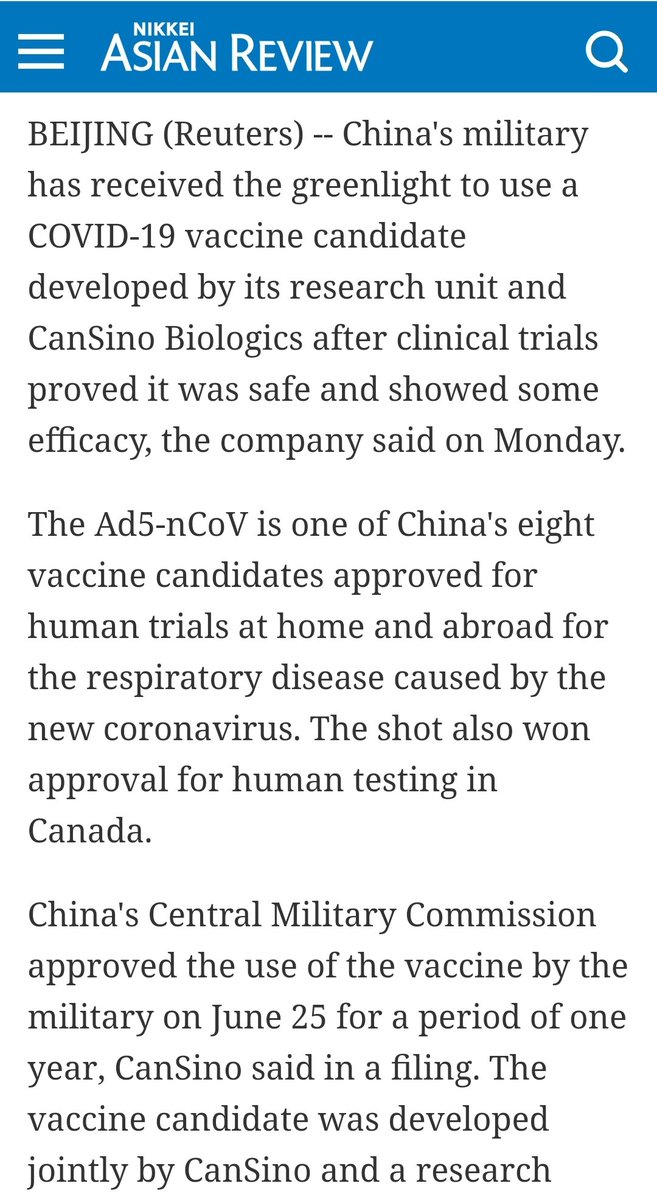 NIKKEI
ASIAN REVIEW
BEIJING (Reuters) -- China's military
has received the greenlight to use a
COVID-19 vaccine candidate
developed by its research unit and
CanSino Biologics after clinical trials
proved it was safe and showed some
efficacy, the company said on Monday.
The Ad5-nCoV is one of China's eight
vaccine candidates approved for
human trials at home and abroad for
the respiratory disease caused by the
new coronavirus. The shot also won
approval for human testing in
Canada.
China's Central Military Commission
approved the use of the vaccine by the
military on June 25 for a period of one
year, CanSino said in a filing. The
vaccine candidate was developed
jointly by CanSino and a research